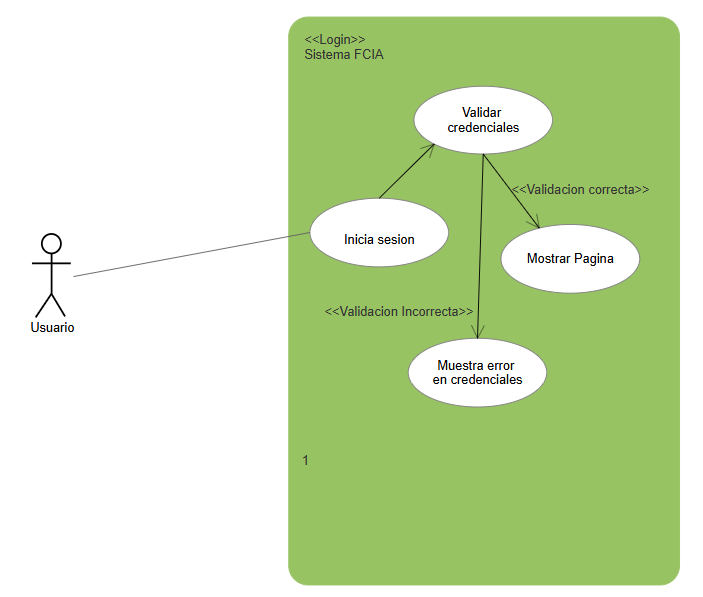 <<Login>>
Sistema FCIA
Validar
credenciales
<<Validacion correcta>>
Inicia sesion
Mostrar Pagina
<<Validacion Incorrecta>>
Usuario
Muestra error
en credenciales
1